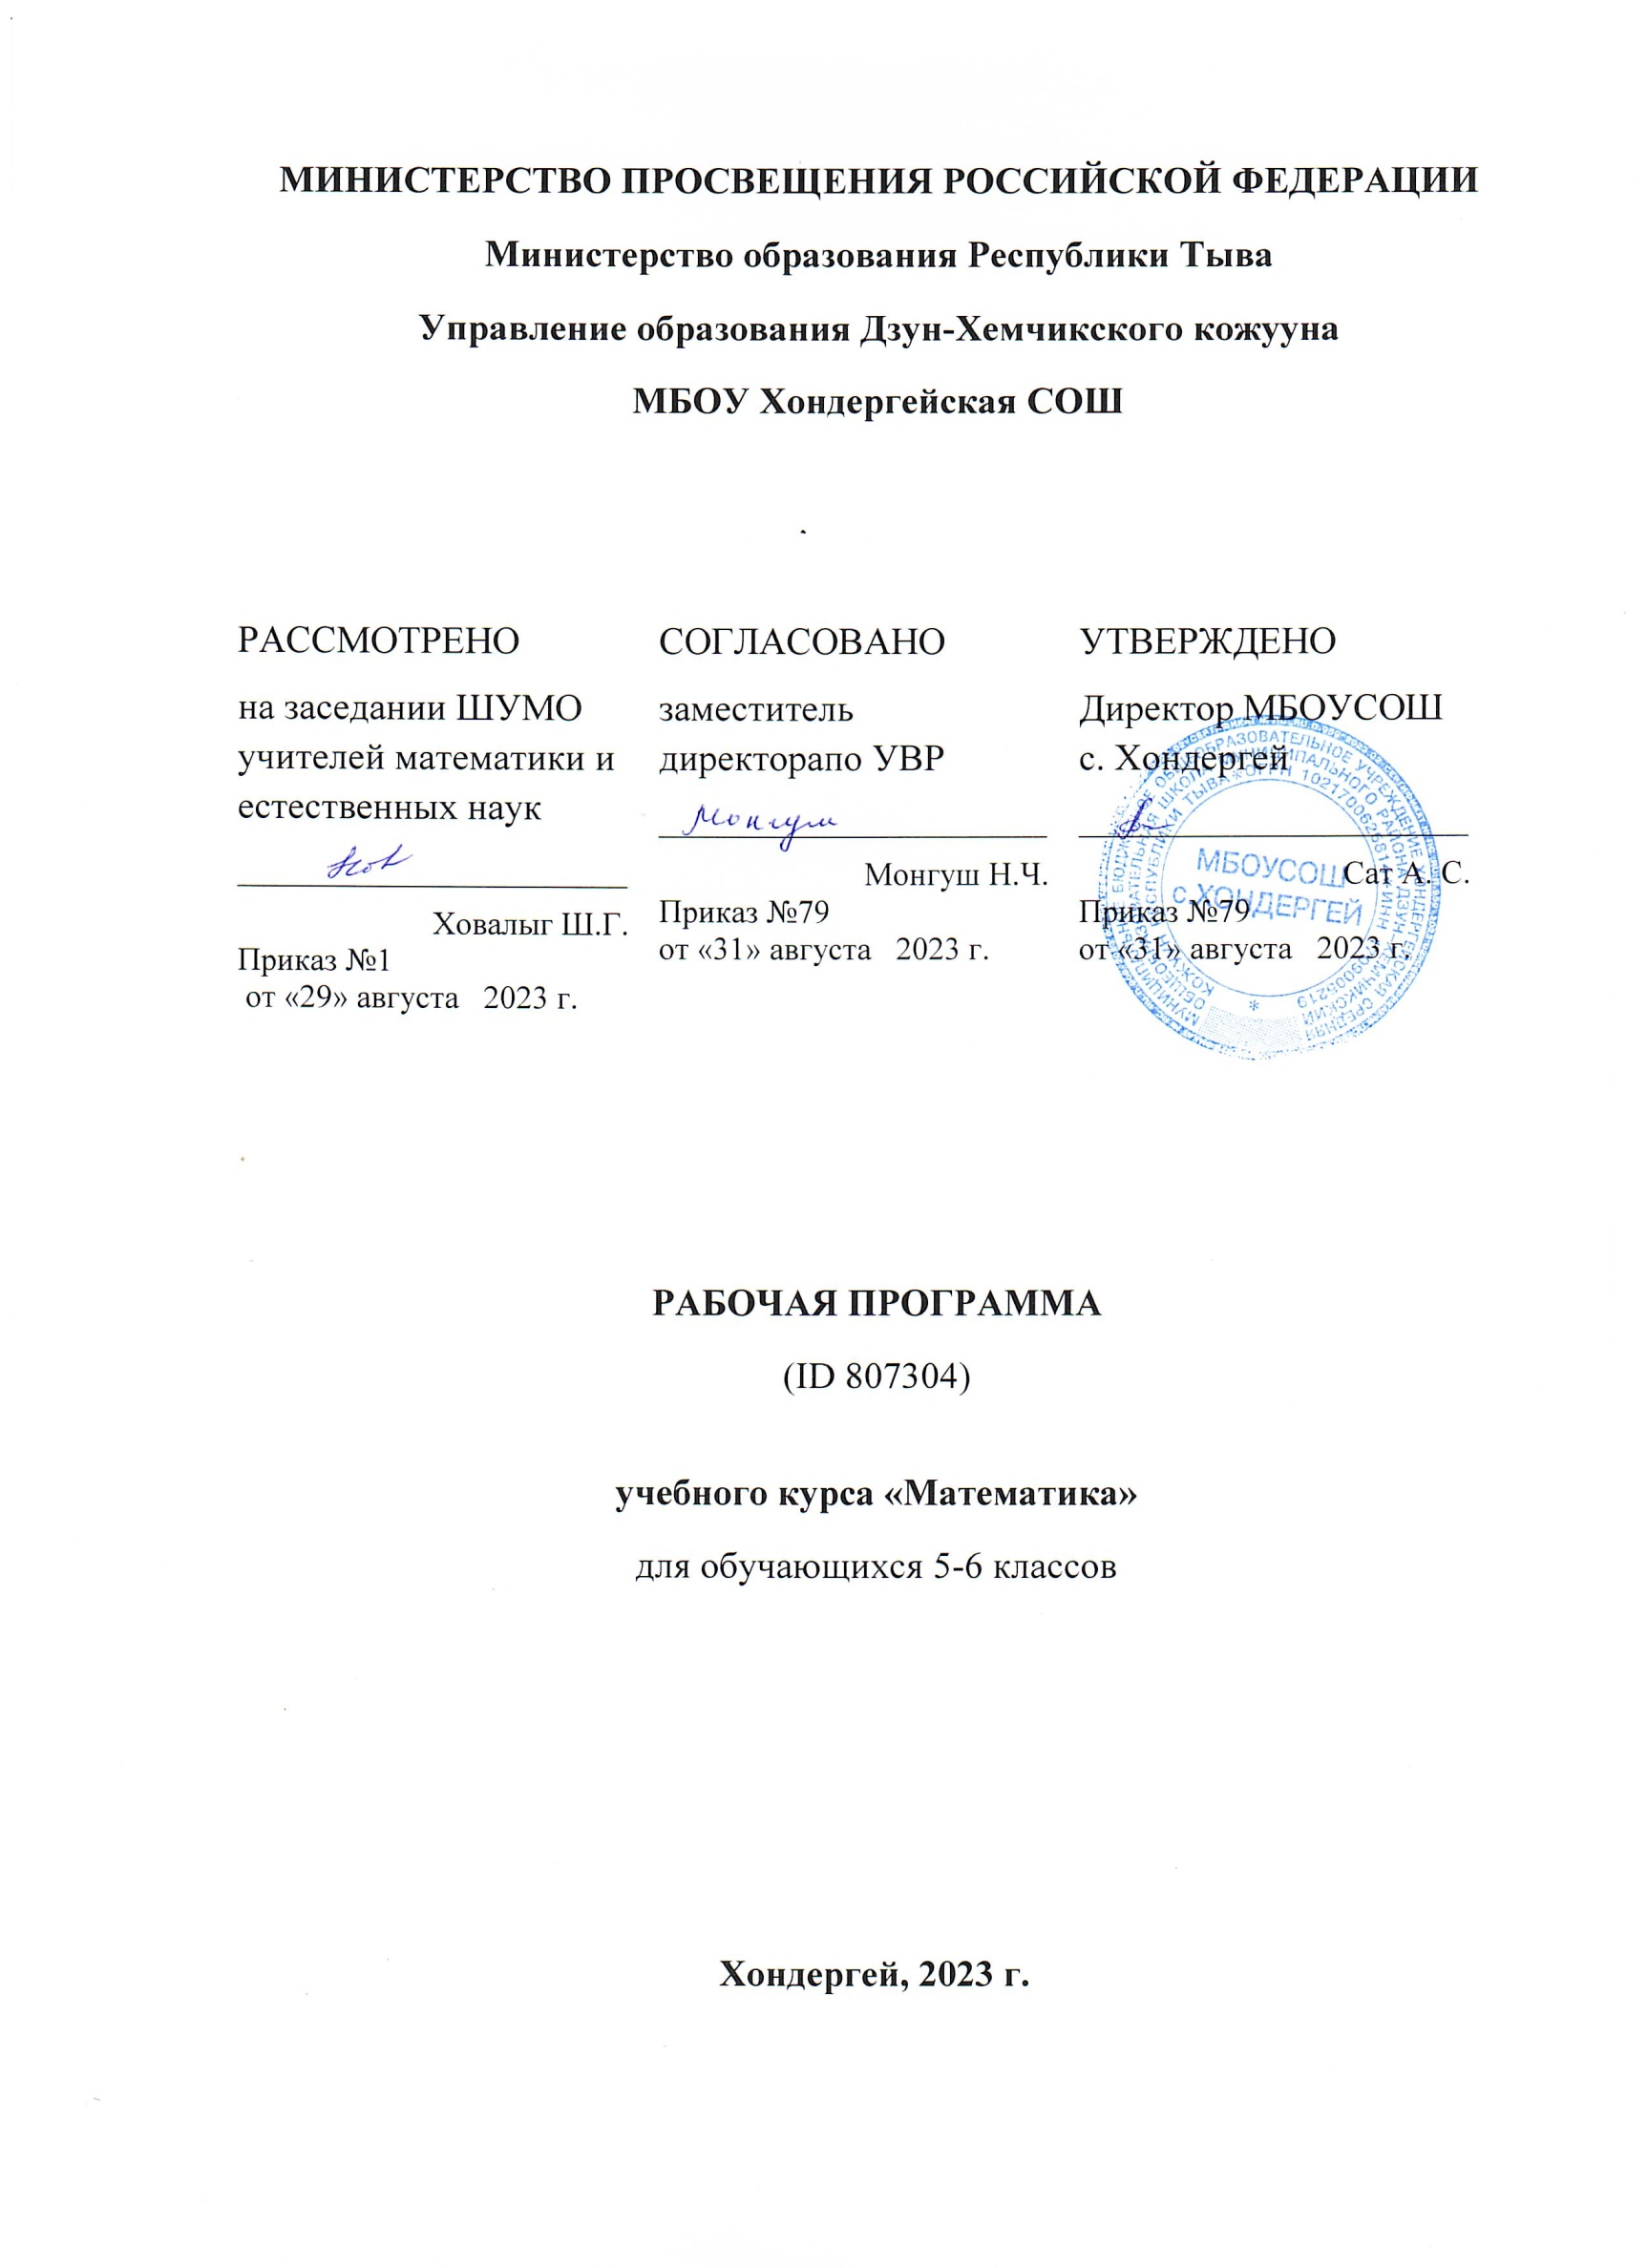 МИНИСТЕРСТВО ПРОСВЕЩЕНИЯ РОССИЙСКОЙ ФЕДЕРАЦИИ
Министерство образования Республики Тыва
Управление образования Дзун-Хемчикского кожууна
МБОУ Хондергейская СОШ
РАССМОТРЕНО
на заседании ШУМО
учителей математики и
естественных наук
Ховалыг Ш.Г.
Приказ №1
от «29» августа 2023 г.
СОГЛАСОВАНО
заместитель
директорапо УВР
Монгуш
Монгуш Н.Ч.
Приказ №79
от «31» августа 2023 г.
УТВЕРЖДЕНО
Директор МБОУСОШ
с. Хондергей
Сат А. С.
Приказ №79
от «31» августа 2023 г.
МБОУСОШ
с.ХОНДЕРГЕЙ
РАБОЧАЯ ПРОГРАММА
(ID 807304)
учебного курса «Математика»
для обучающихся 5-6 классов
Хондергей, 2023 г.